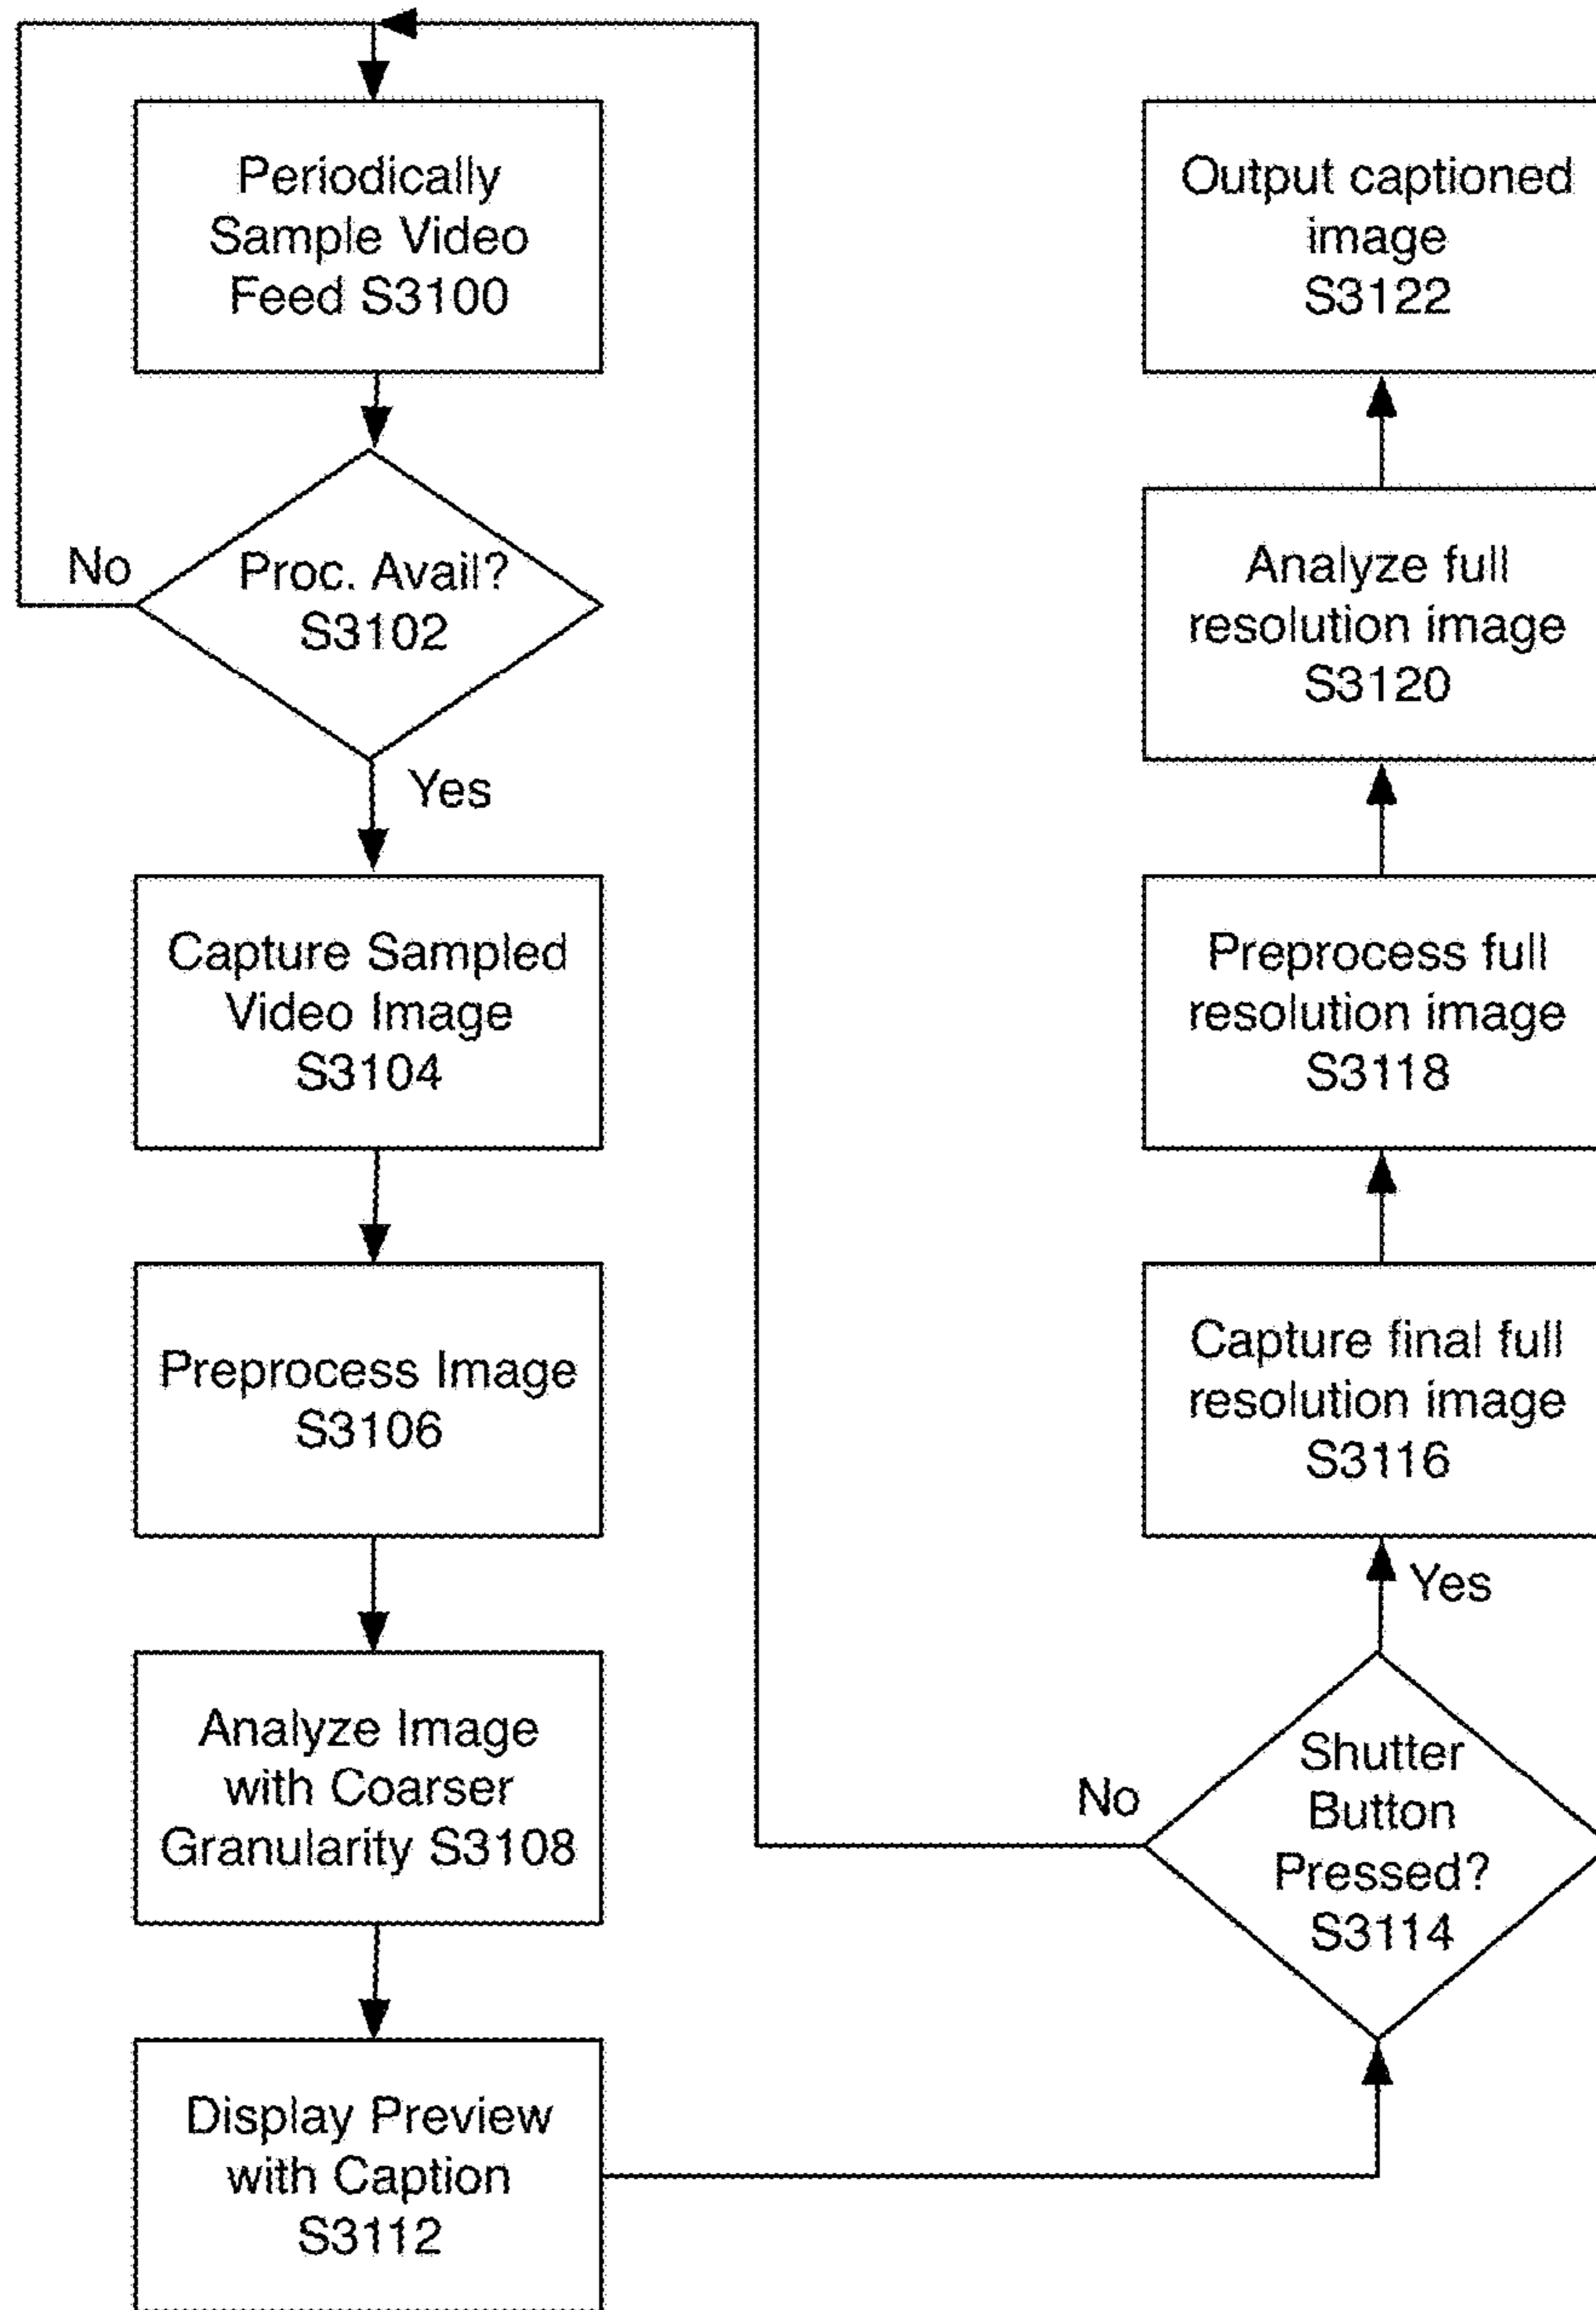 Periodically
Sample Video
Feed S3100
No
Proc. Avail?
S3102
Yes
Capture Sampled
Video Image
S3104
Preprocess Image
S3106
Analyze Image
with Coarser
Granularity S3108
Display Preview
with Caption
S3112
Shutter
Button
Pressed?
S3114
No
Yes
Capture final full
resolution image
S3116
Preprocess full
resolution image
S3118
Analyze full
resolution image
S3120
Output captioned
image
S3122